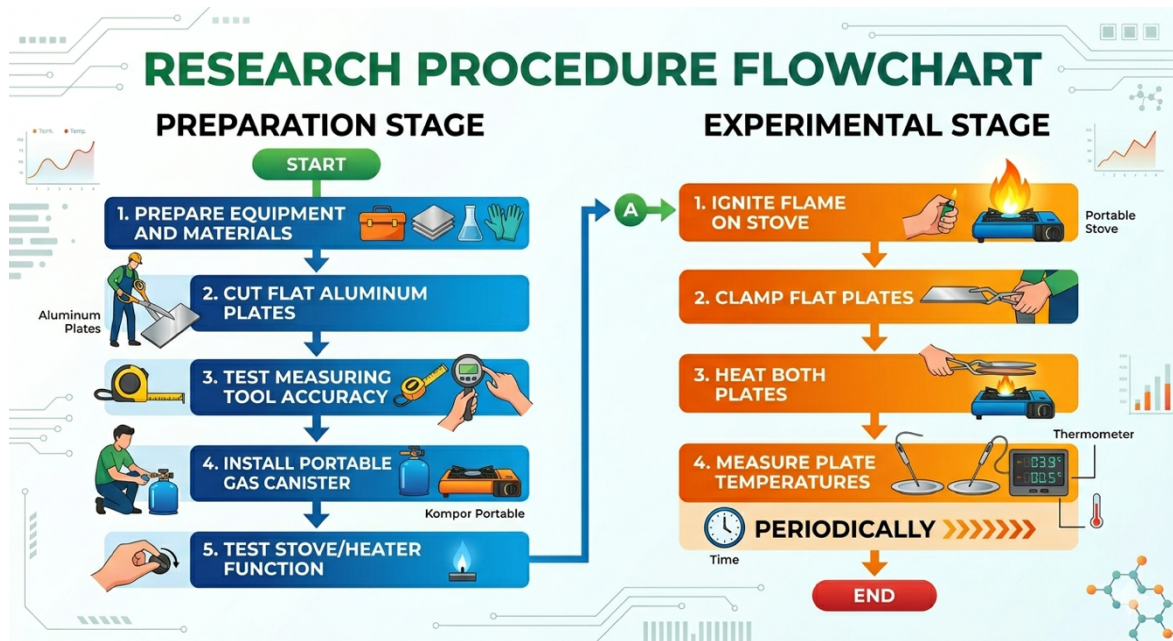 RESEARCH PROCEDURE FLOWCHART
PREPARATION STAGE
START
1. PREPARE EQUIPMENT
AND MATERIALS
2. CUT FLAT ALUMINUM
PLATES
Aluminum
Plates
3. TEST MEASURING
TOOL ACCURACY
4. INSTALL PORTABLE
GAS CANISTER
Kompor Portable
5. TEST STOVE/HEATER
FUNCTION
A
EXPERIMENTAL STAGE
1. IGNITE FLAME
ON STOVE
Portable
Stove
2. CLAMP FLAT PLATES
3. HEAT BOTH
PLATES
4. MEASURE PLATE
TEMPERATURES
Thermometer
PERIODICALLY
Time
END